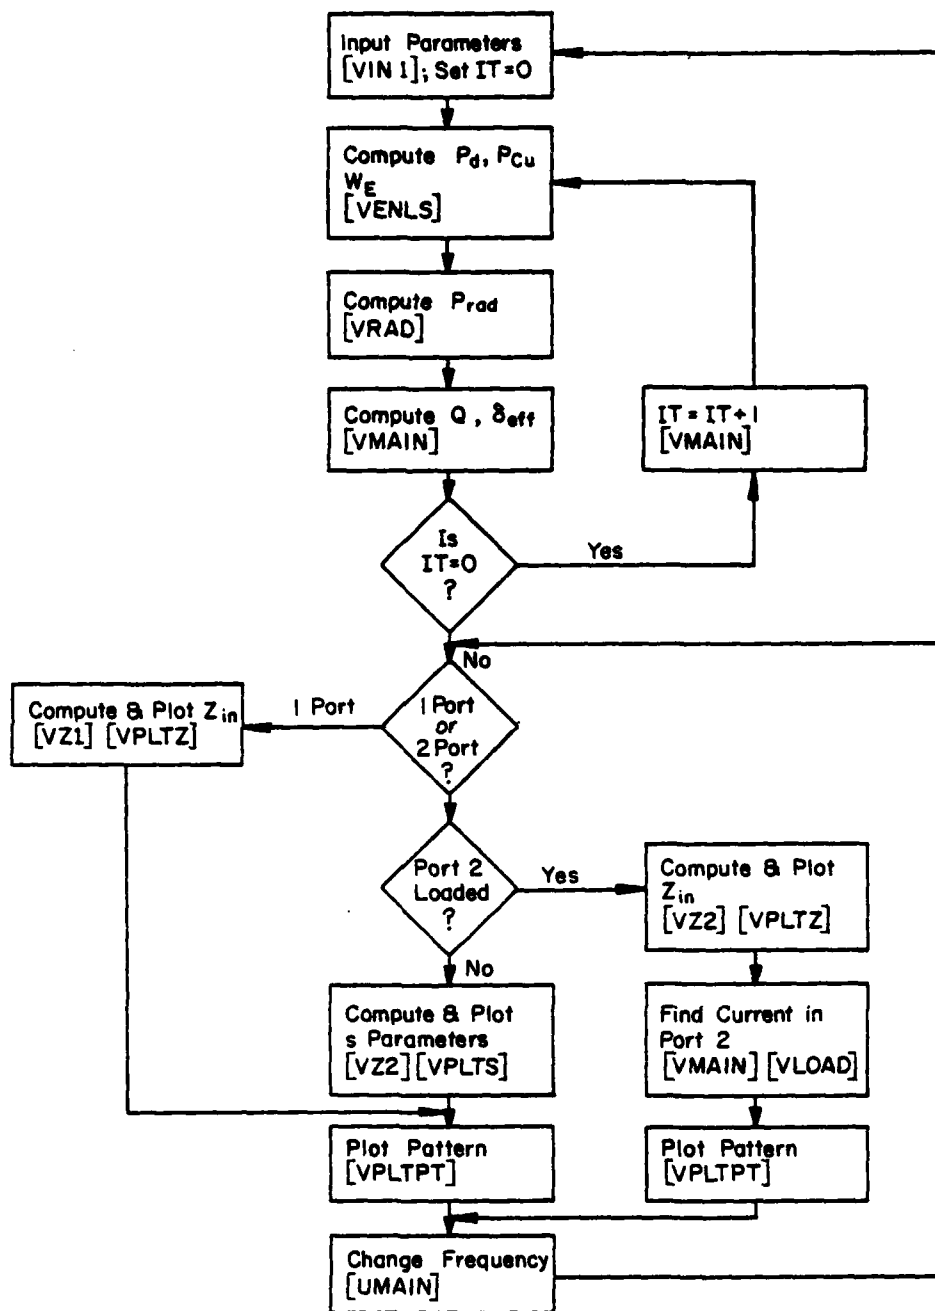 Input Parameters
[VIN 1]; Set IT=0
Compute Pd, PCu
WE
[VENLS]
Compute Prad
[VRAD]
Compute Q, δeff
[VMAIN]
IT = IT+1
[VMAIN]
Is
IT=0
?
Yes
No
1 Port
or
2 Port
?
1 Port
Compute & Plot Zin
[VZ1] [VPLTZ]
Port 2
Loaded
?
Yes
Compute & Plot
Zin
[VZ2] [VPLTZ]
No
Compute & Plot
s Parameters
[VZ2] [VPLTS]
Find Current in
Port 2
[VMAIN] [VLOAD]
Plot Pattern
[VPLTPT]
Plot Pattern
[VPLTPT]
Change Frequency
[UMAIN]